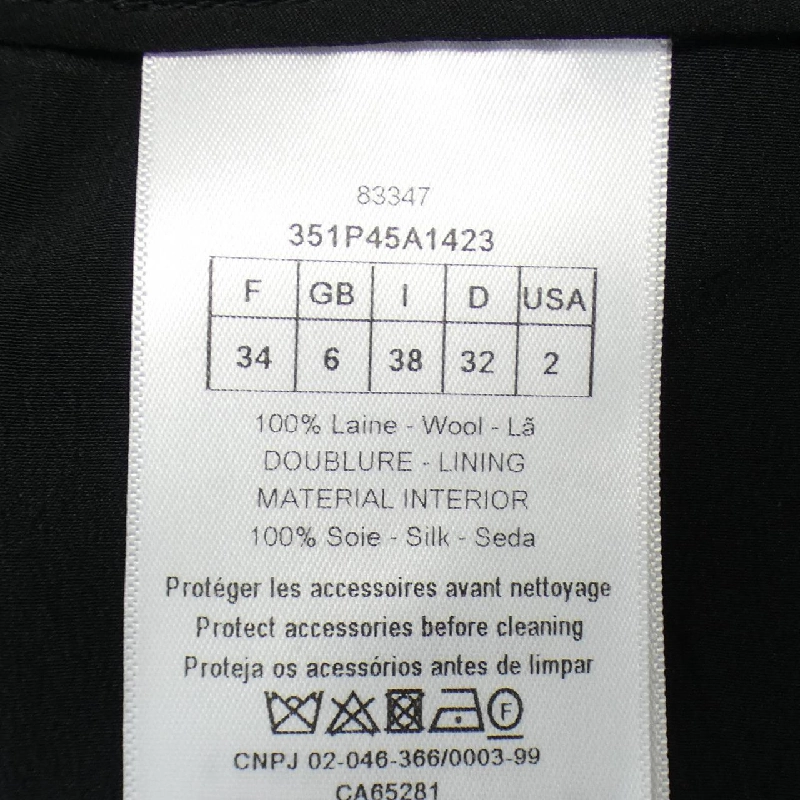 83347
351P45A1423
F GB I D USA
34 6 38 32 2
100% Laine - Wool - Lã
DOUBLURE - LINING
MATERIAL INTERIOR
100% Soie - Silk - Seda
Protéger les accessoires avant nettoyage
Protect accessories before cleaning
Proteja os acessórios antes de limpar
F
CNPJ 02-046-366/0003-99
CA65281